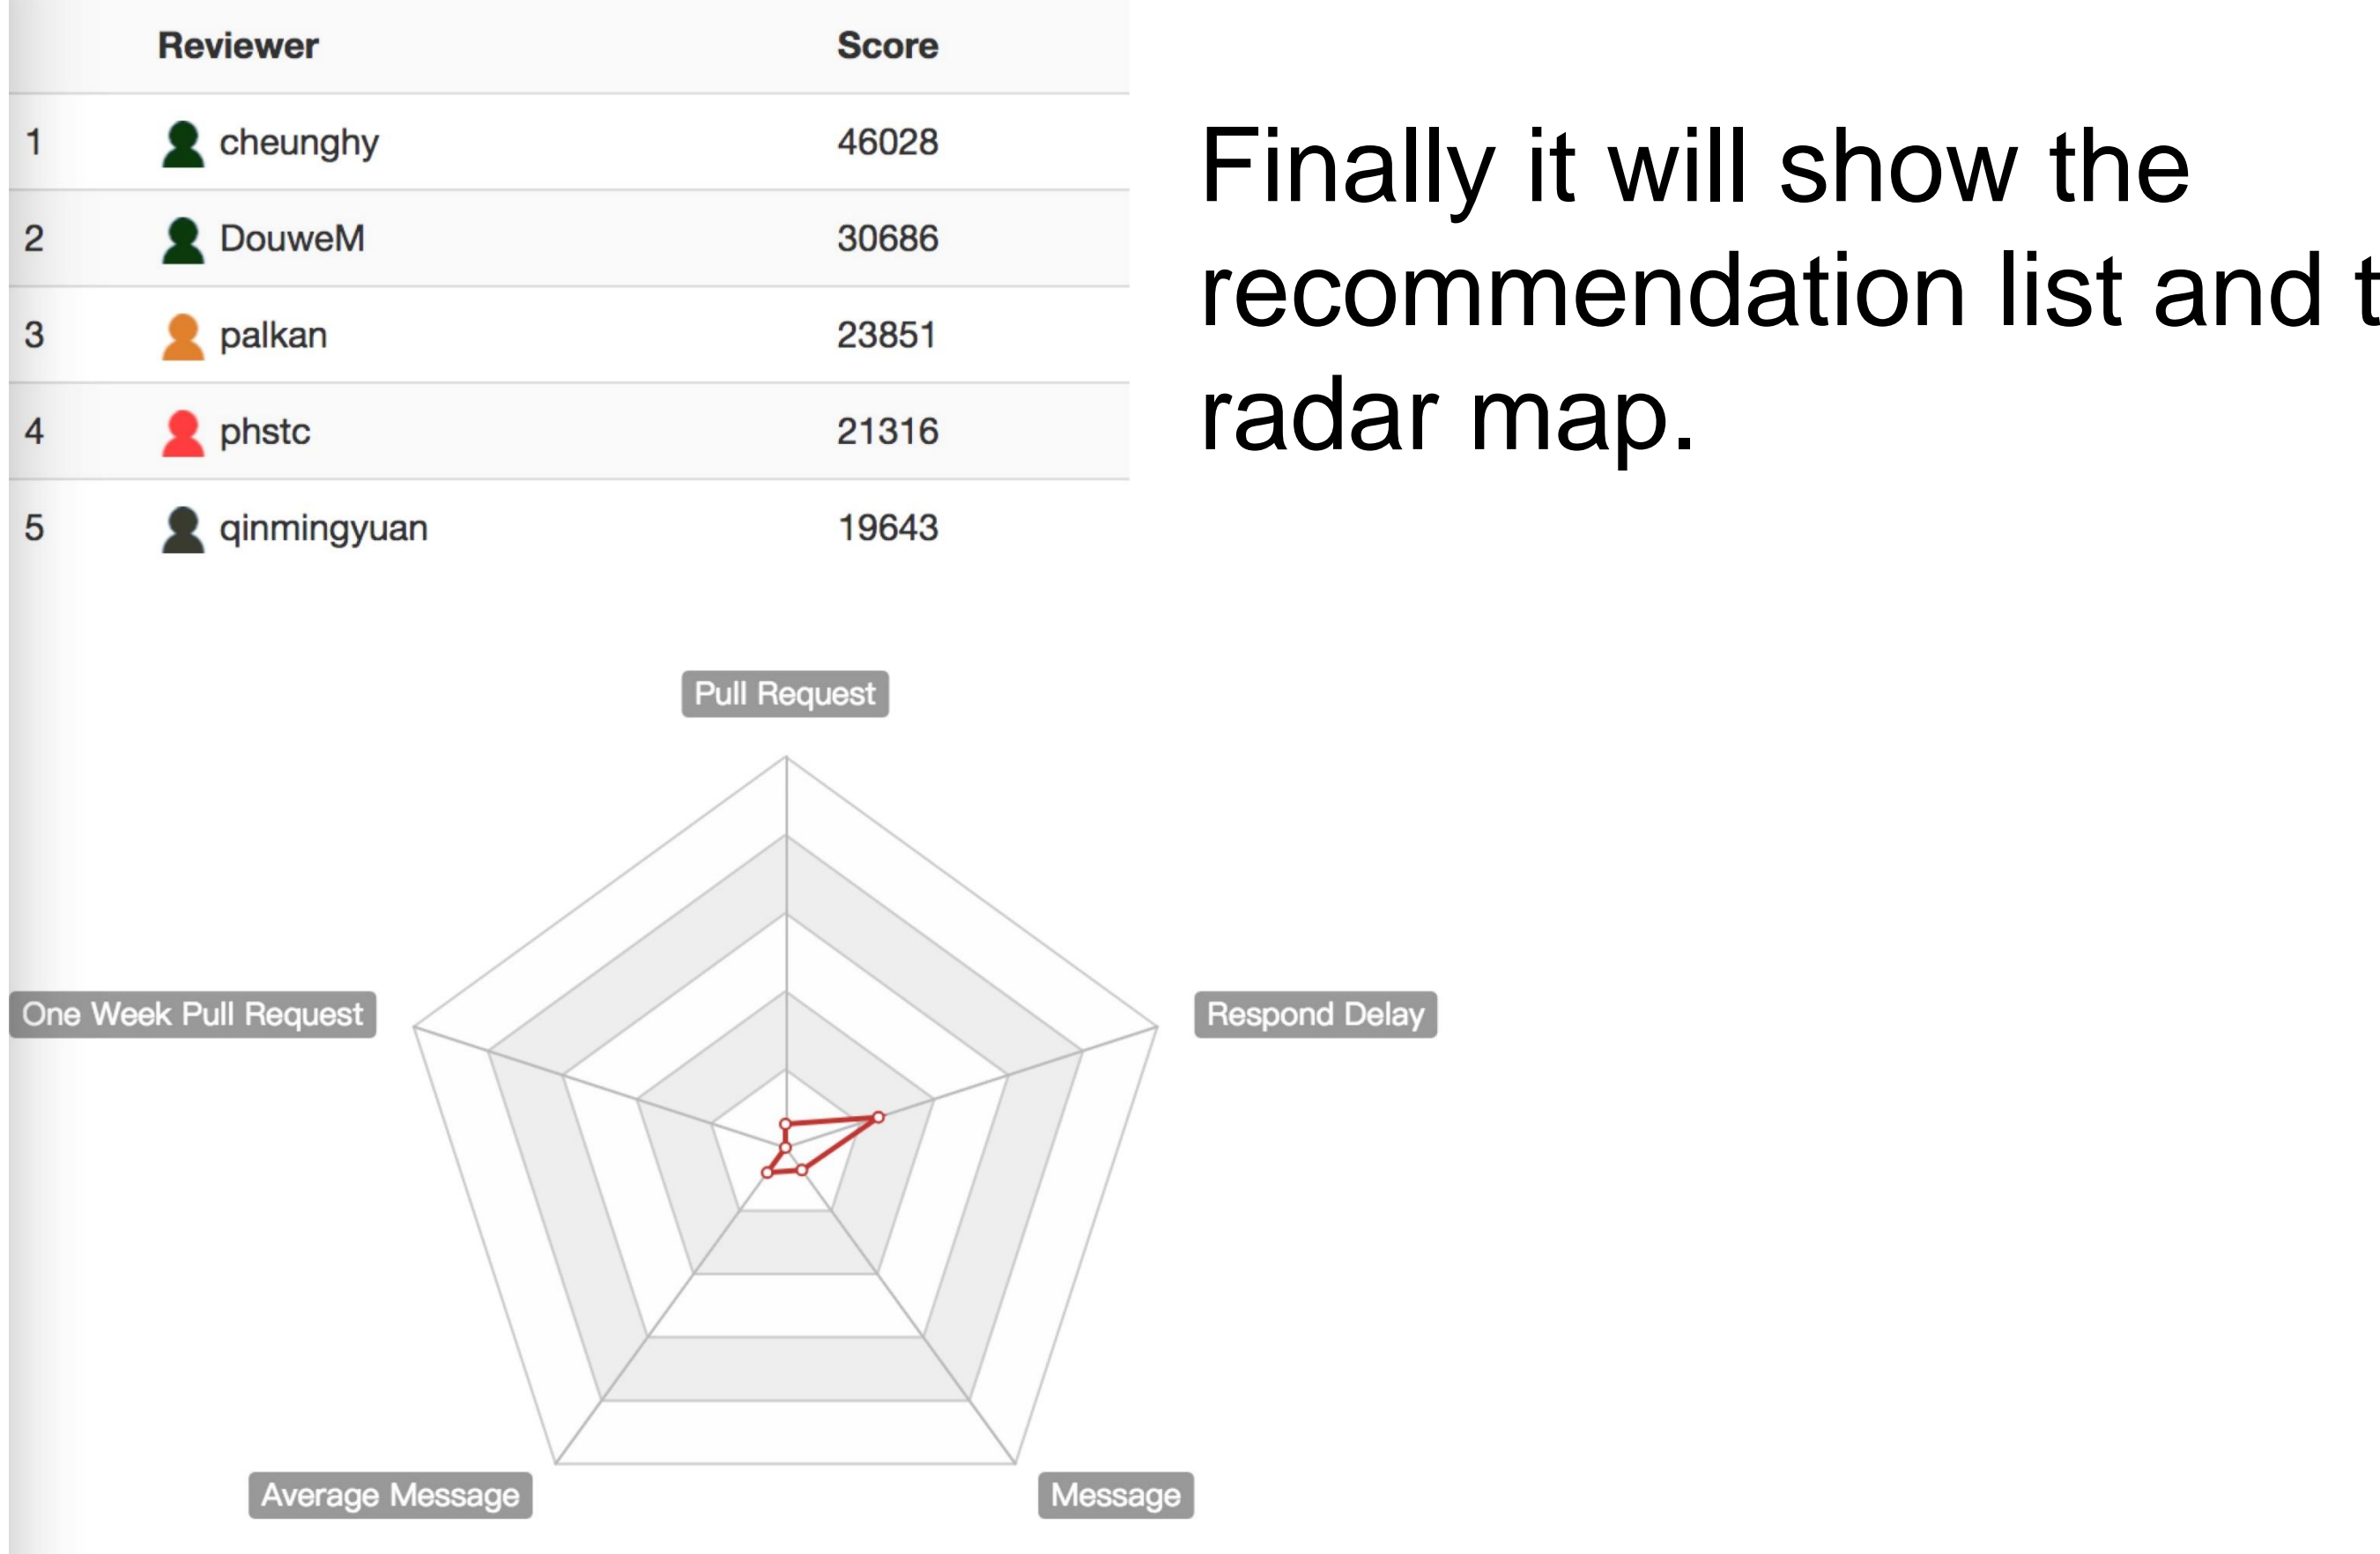 Reviewer Score
1 cheunghy 46028
2 DouweM 30686
3 palkan 23851
4 phstc 21316
5 qinmingyuan 19643
Finally it will show the
recommendation list and t
radar map.
Pull Request
One Week Pull Request
Respond Delay
Average Message
Message